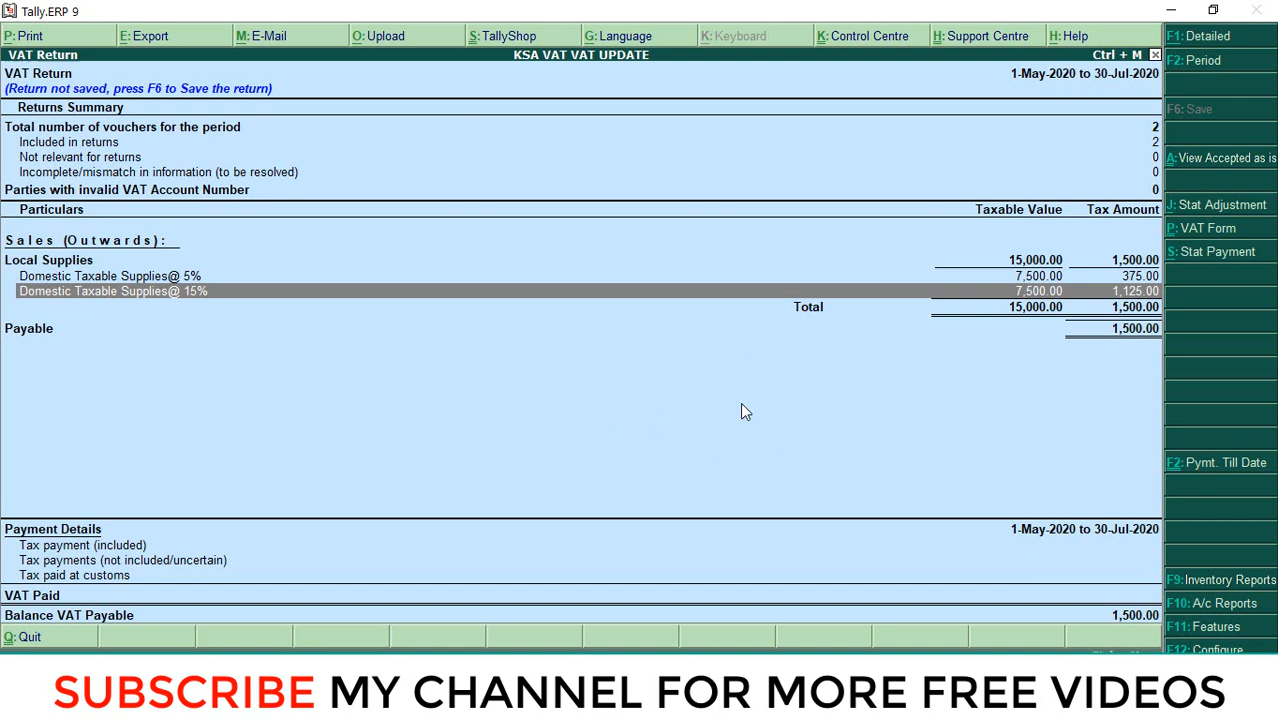 Tally.ERP 9
P: Print E: Export M: E-Mail O: Upload S: TallyShop G: Language K: Keyboard K: Control Centre H: Support Centre H: Help
F1: Detailed
VAT Return KSA VAT VAT UPDATE Ctrl + M
F2: Period
VAT Return 1-May-2020 to 30-Jul-2020
(Return not saved, press F6 to Save the return)
Returns Summary
F6: Save
Total number of vouchers for the period 2
Included in returns 2
Not relevant for returns 0
A: View Accepted as is
Incomplete/mismatch in information (to be resolved) 0
Parties with invalid VAT Account Number 0
J: Stat Adjustment
Particulars Taxable Value Tax Amount
P: VAT Form
Sales (Outwards):
S: Stat Payment
Local Supplies 15,000.00 1,500.00
Domestic Taxable Supplies@ 5% 7,500.00 375.00
Domestic Taxable Supplies@ 15% 7,500.00 1,125.00
Total 15,000.00 1,500.00
Payable 1,500.00
F2: Pymt. Till Date
Payment Details 1-May-2020 to 30-Jul-2020
Tax payment (included)
Tax payments (not included/uncertain)
Tax paid at customs
F9: Inventory Reports
VAT Paid
F10: A/c Reports
Balance VAT Payable 1,500.00
F11: Features
Q: Quit
F12: Configure
SUBSCRIBE MY CHANNEL FOR MORE FREE VIDEOS